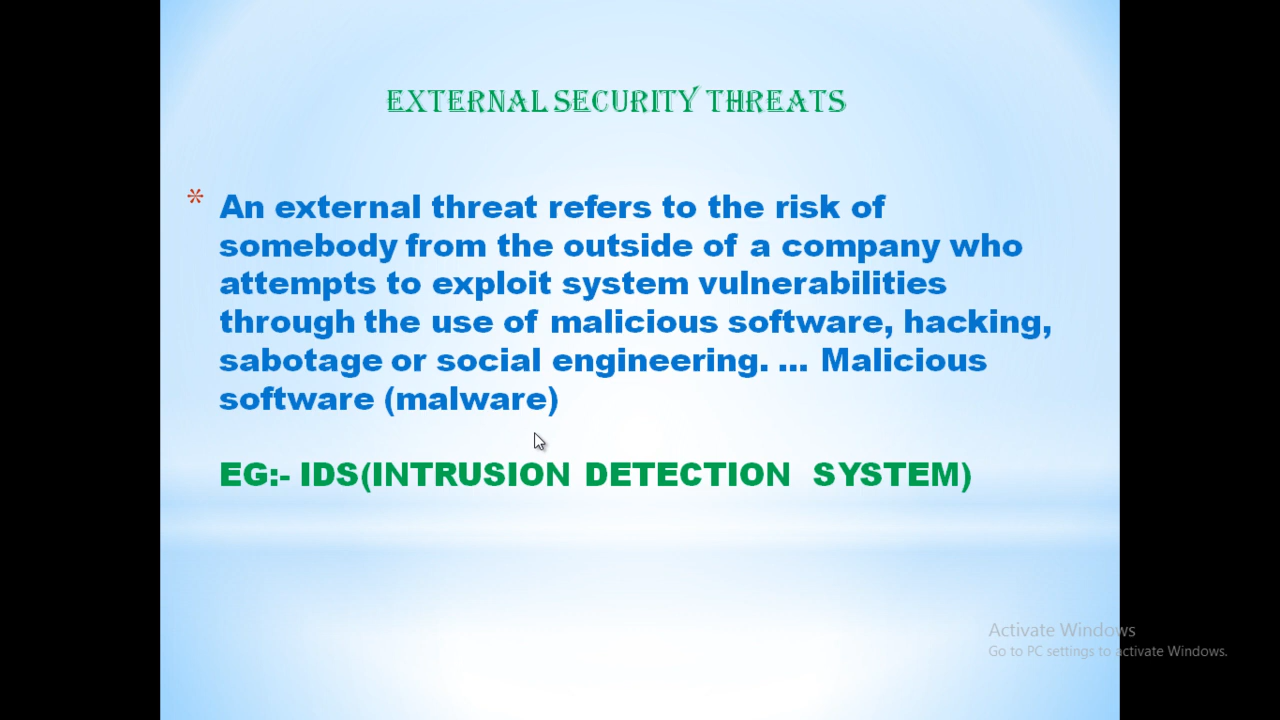 EXTERNAL SECURITY THREATS
* An external threat refers to the risk of
somebody from the outside of a company who
attempts to exploit system vulnerabilities
through the use of malicious software, hacking,
sabotage or social engineering. ... Malicious
software (malware)
EG:- IDS(INTRUSION DETECTION SYSTEM)
Activate Windows
Go to PC settings to activate Windows.